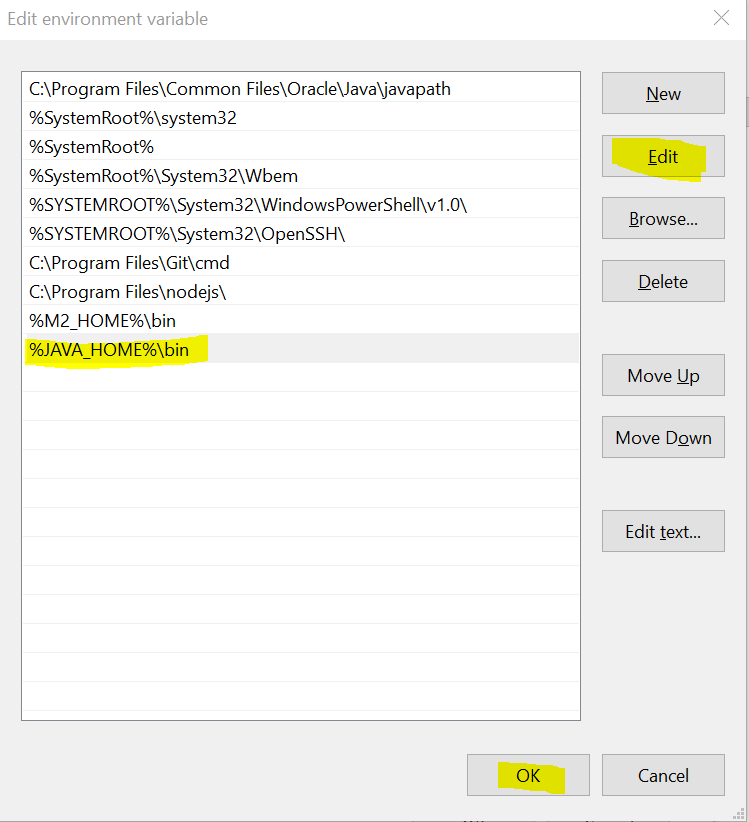 Edit environment variable
C:\Program Files\Common Files\Oracle\Java\javapath
%SystemRoot%\system32
%SystemRoot%
%SystemRoot%\System32\Wbem
%SYSTEMROOT%\System32\WindowsPowerShell\v1.0\
%SYSTEMROOT%\System32\OpenSSH\
C:\Program Files\Git\cmd
C:\Program Files\nodejs\
%M2_HOME%\bin
%JAVA_HOME%\bin
New
Edit
Browse...
Delete
Move Up
Move Down
Edit text...
OK
Cancel